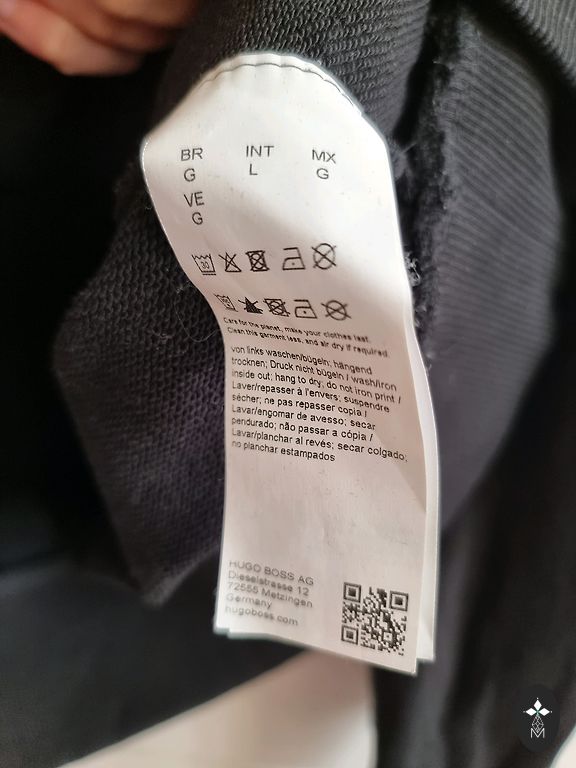 BR INT MX
G L G
VE
G
30
Care for the planet, make your clothes last.
Clean this garment less, and air dry if required.
von links waschen/bügeln; hängend
trocknen; Druck nicht bügeln / wash/iron
inside out; hang to dry; do not iron print /
Laver/repasser à l'envers; suspendre
sécher; ne pas repasser copia /
Lavar/engomar de avesso; secar
pendurado; não passar a cópia /
Lavar/planchar al revés; secar colgado;
no planchar estampados
HUGO BOSS AG
Dieselstrasse 12
72555 Metzingen
Germany
hugoboss.com
M